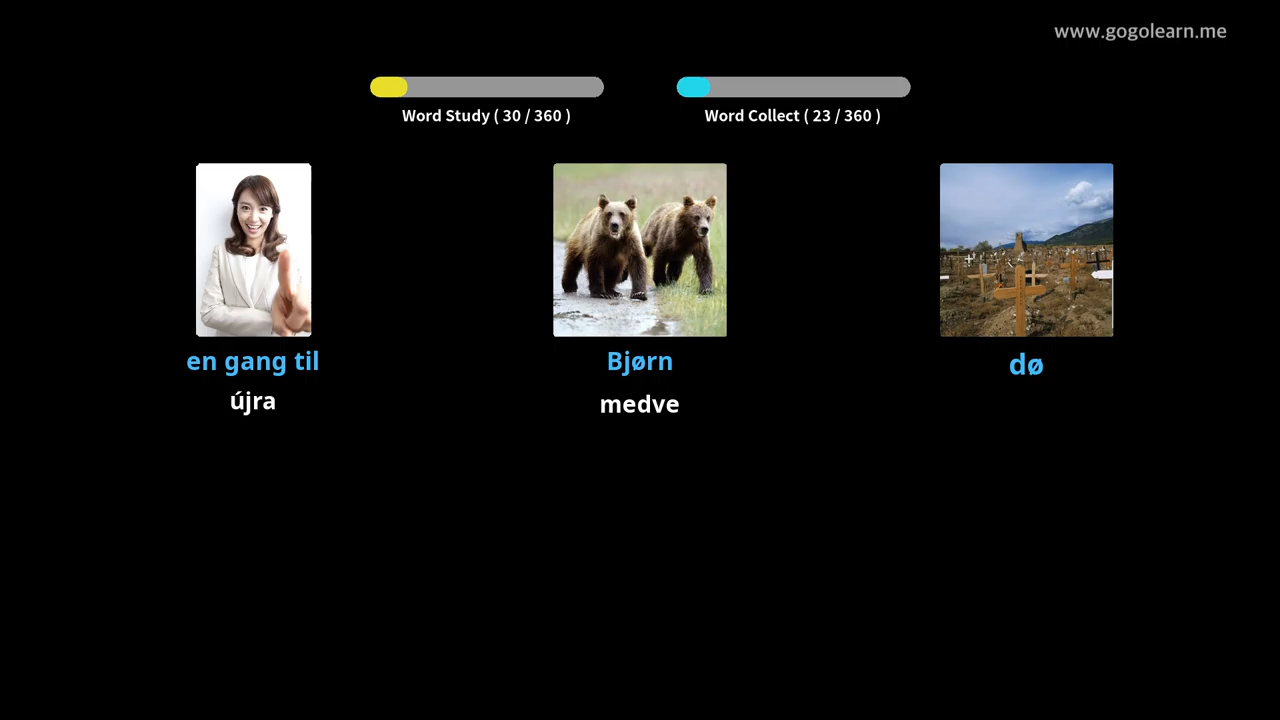 www.gogolearn.me
Word Study ( 30 / 360 )
Word Collect ( 23 / 360 )
en gang til
Bjørn
dø
újra
medve